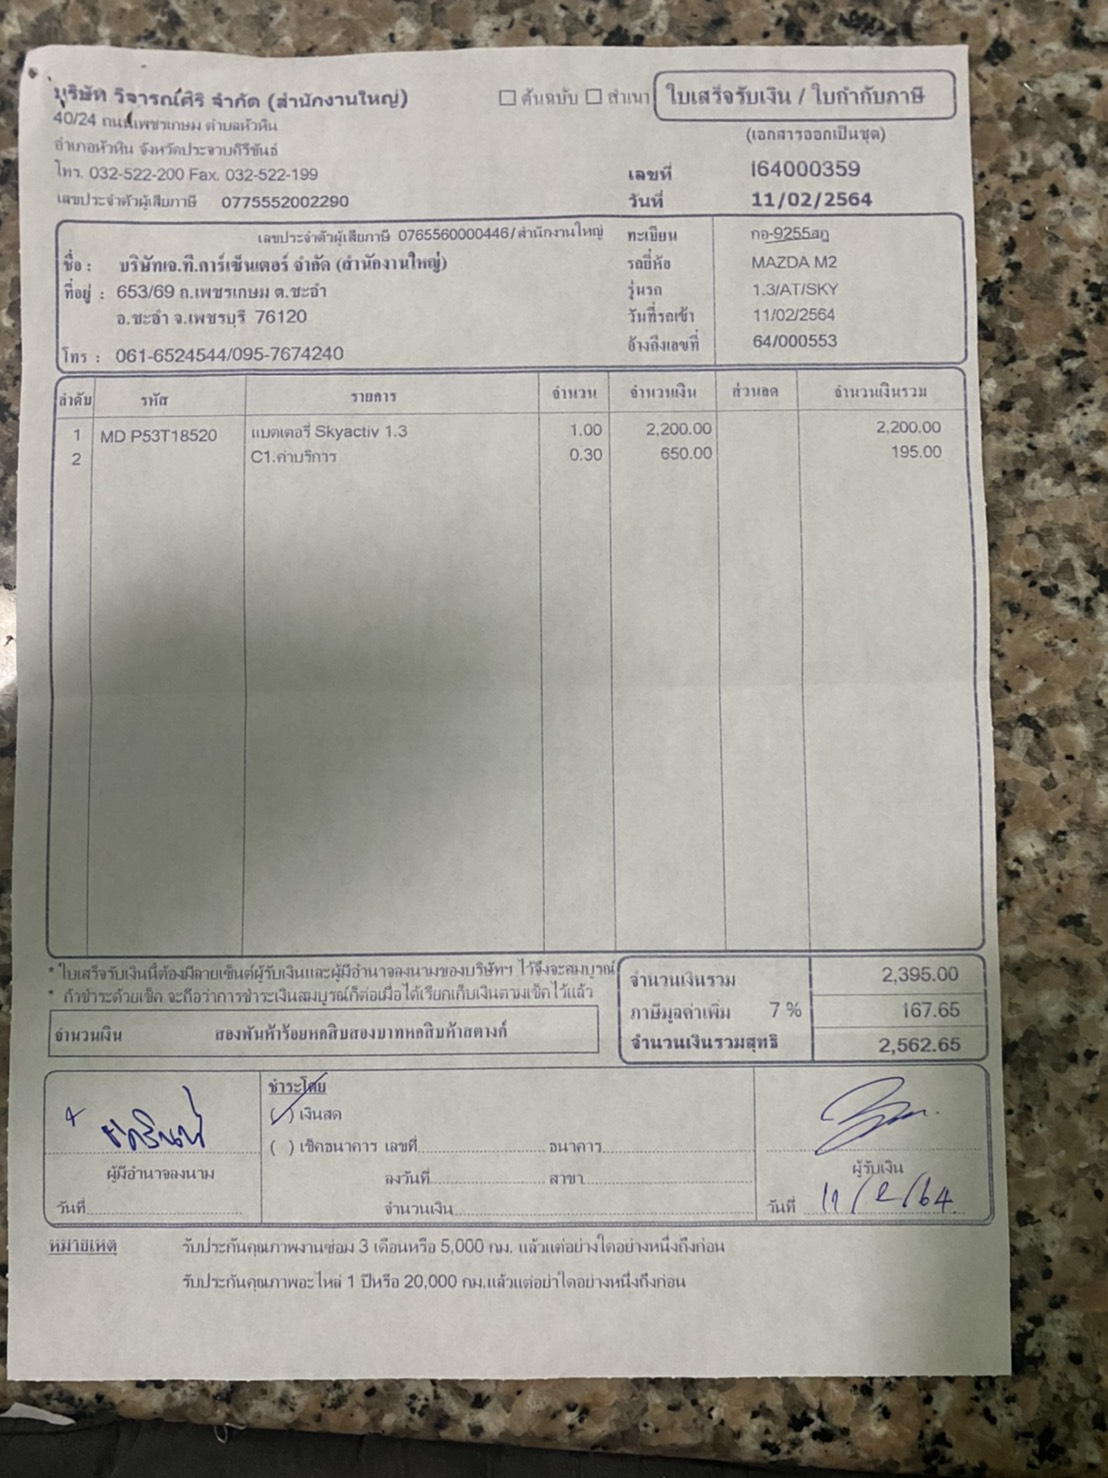 บริษัท วิจารณ์ศิริ จำกัด (สำนักงานใหญ่)
☐ ต้นฉบับ ☐ สำเนา
ใบเสร็จรับเงิน / ใบกำกับภาษี
40/24 ถนนเพชรเกษม ตำบลหัวหิน
(เอกสารออกเป็นชุด)
อำเภอหัวหิน จังหวัดประจวบคีรีขันธ์
โทร. 032-522-200 Fax. 032-522-199
เลขที่ I64000359
เลขประจำตัวผู้เสียภาษี 0775552002290
วันที่ 11/02/2564
เลขประจำตัวผู้เสียภาษี 0765560000446/สำนักงานใหญ่
ทะเบียน กอ-9255สฎ
ชื่อ : บริษัทเจ.ที.คาร์เซ็นเตอร์ จำกัด (สำนักงานใหญ่)
รถยี่ห้อ MAZDA M2
ที่อยู่ : 653/69 ถ.เพชรเกษม ต.ชะอำ
รุ่นรถ 1.3/AT/SKY
อ.ชะอำ จ.เพชรบุรี 76120
วันที่รถเข้า 11/02/2564
โทร : 061-6524544/095-7674240
อ้างถึงเลขที่ 64/000553
ลำดับ รหัส รายการ จำนวน จำนวนเงิน ส่วนลด จำนวนเงินรวม
1 MD P53T18520 แบตเตอรี่ Skyactiv 1.3 1.00 2,200.00 2,200.00
2 C1.ค่าบริการ 0.30 650.00 195.00
* ใบเสร็จรับเงินนี้ต้องมีลายเซ็นต์ผู้รับเงินและผู้มีอำนาจลงนามของบริษัทฯ ไว้จึงจะสมบูรณ์
* ถ้าชำระด้วยเช็ค จะถือว่าการชำระเงินสมบูรณ์ก็ต่อเมื่อได้เรียกเก็บเงินตามเช็คไว้แล้ว
จำนวนเงินรวม 2,395.00
ภาษีมูลค่าเพิ่ม 7 % 167.65
จำนวนเงินรวมสุทธิ 2,562.65
จำนวนเงิน สองพันห้าร้อยหกสิบสองบาทหกสิบห้าสตางค์
ชำระโดย
(✓) เงินสด
( ) เช็คธนาคาร เลขที่ ธนาคาร
ผู้มีอำนาจลงนาม
ลงวันที่ สาขา
ผู้รับเงิน
วันที่
จำนวนเงิน
วันที่ 11/2/64
หมายเหตุ รับประกันคุณภาพงานซ่อม 3 เดือนหรือ 5,000 กม. แล้วแต่อย่างใดอย่างหนึ่งถึงก่อน
รับประกันคุณภาพอะไหล่ 1 ปีหรือ 20,000 กม.แล้วแต่อย่าใดอย่างหนึ่งถึงก่อน